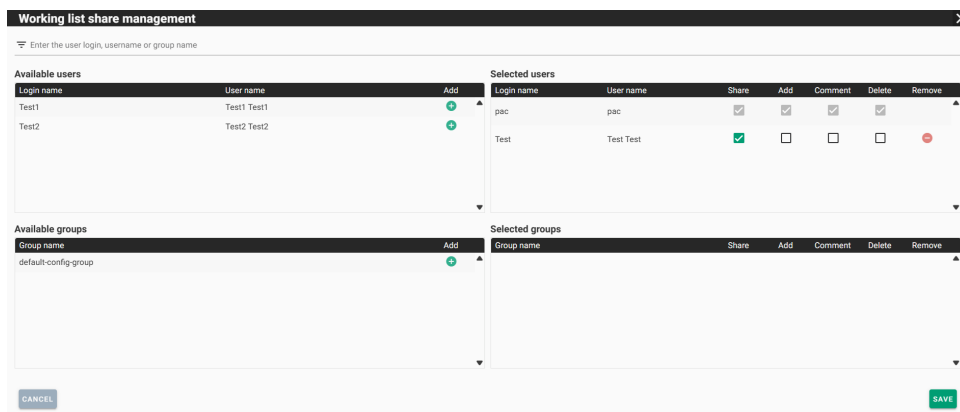 Working list share management
Enter the user login, username or group name
Available users
Login name User name Add
Test1 Test1 Test1
Test2 Test2 Test2
Selected users
Login name User name Share Add Comment Delete Remove
pac pac
Test Test Test
Available groups
Group name Add
default-config-group
Selected groups
Group name Share Add Comment Delete Remove
CANCEL SAVE